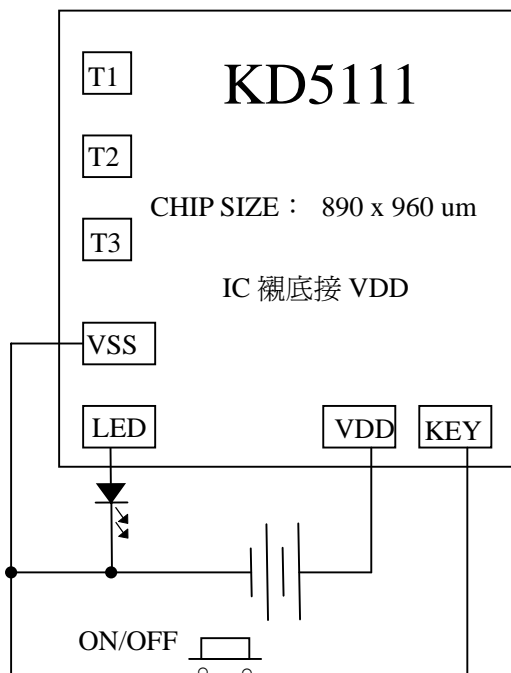 T1
KD5111
T2
CHIP SIZE： 890 x 960 um
T3
IC 襯底接 VDD
VSS
LED
VDD
KEY
ON/OFF